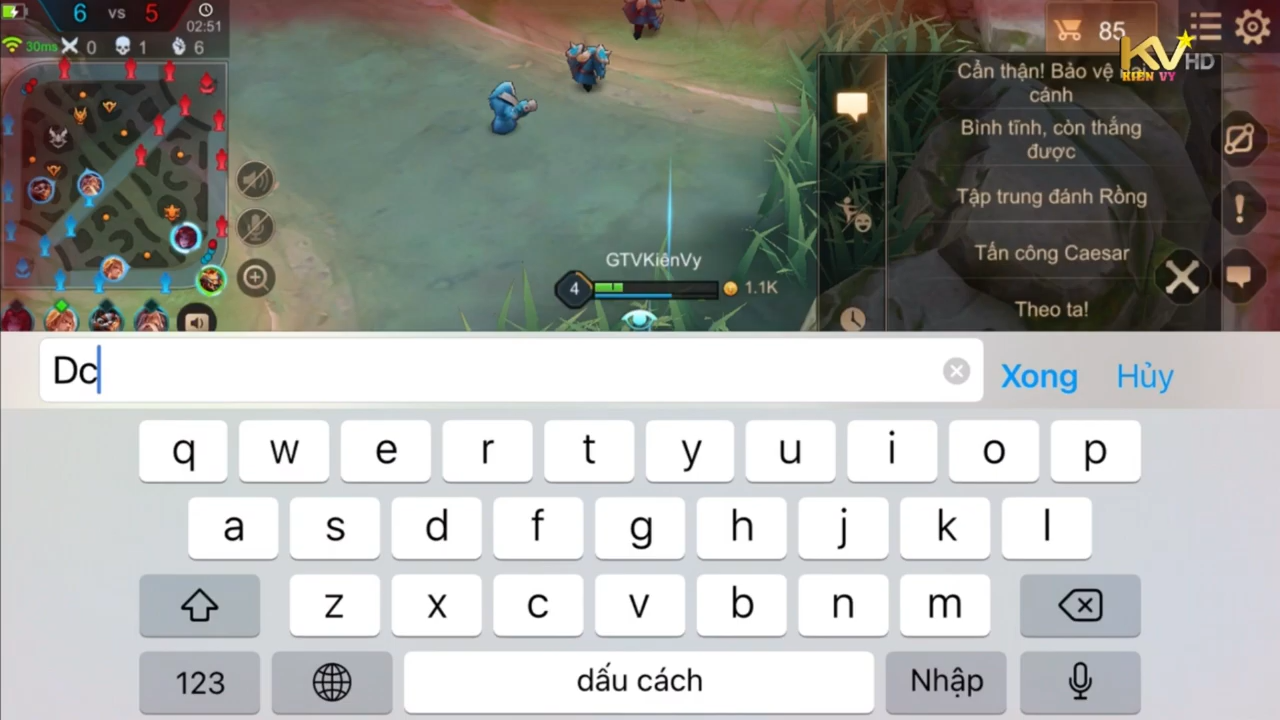 6 vs 5
02:51
30ms 0 1 6
85
KV HD
KIEN VY
Cẩn thận! Bảo vệ
cánh
Bình tĩnh, còn thắng
được
Tập trung đánh Rồng
Tấn công Caesar
Theo ta!
GTVKiênVy
4
1.1K
Dc
Xong
Hủy
q w e r t y u i o p
a s d f g h j k l
z x c v b n m
123
dấu cách
Nhập